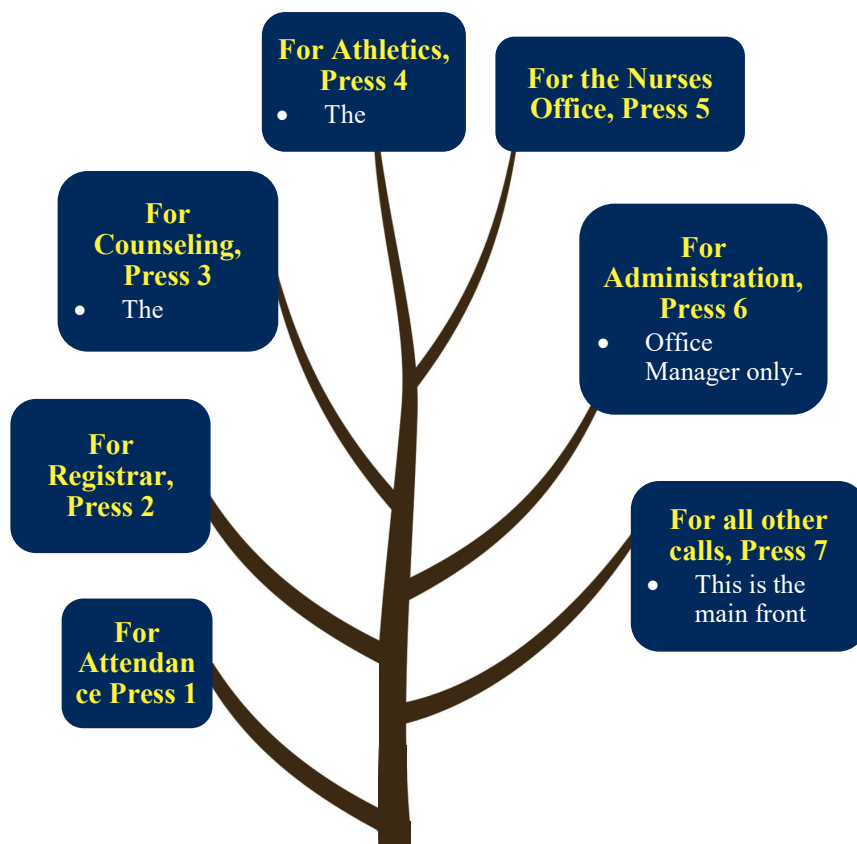 For Athletics,
Press 4
• The
For the Nurses
Office, Press 5
For
Counseling,
Press 3
• The
For
Administration,
Press 6
• Office
Manager only-
For
Registrar,
Press 2
For all other
calls, Press 7
• This is the
main front
For
Attendan
ce Press 1